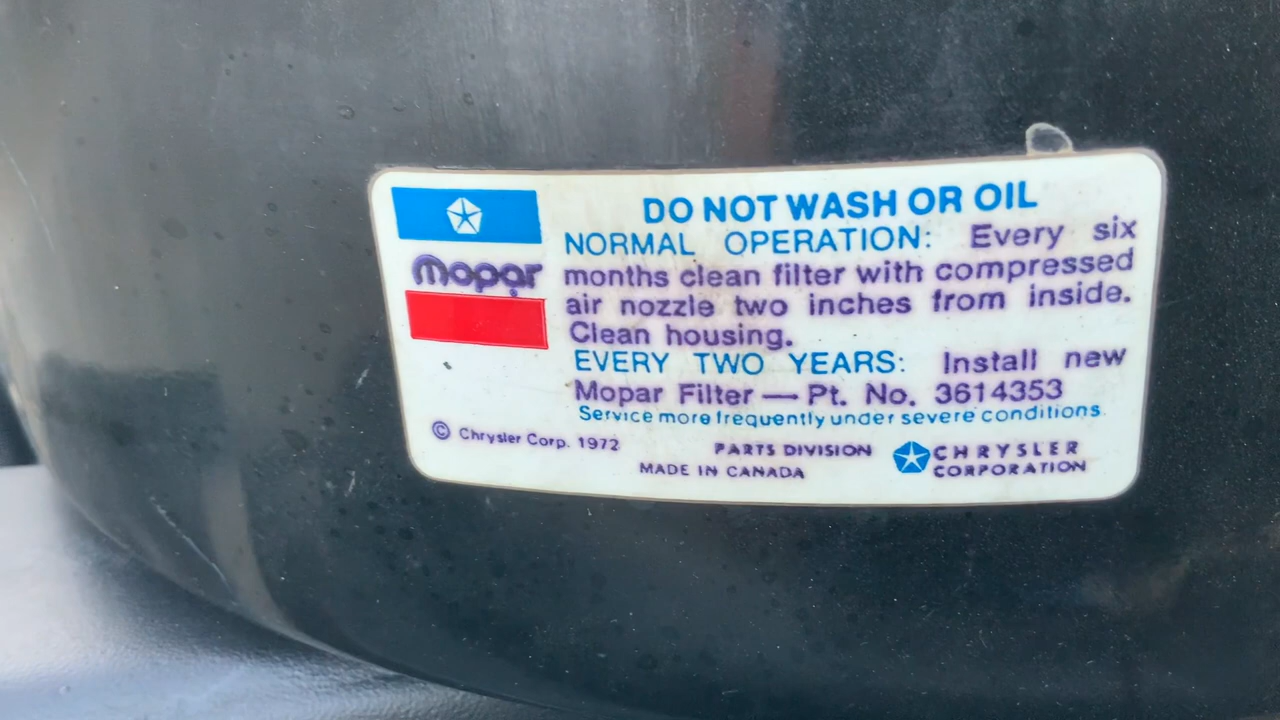 DO NOT WASH OR OIL
NORMAL OPERATION: Every six
mopar
months clean filter with compressed
air nozzle two inches from inside.
Clean housing.
EVERY TWO YEARS: Install new
Mopar Filter — Pt. No. 3614353
Service more frequently under severe conditions.
© Chrysler Corp. 1972
PARTS DIVISION
CHRYSLER
CORPORATION
MADE IN CANADA